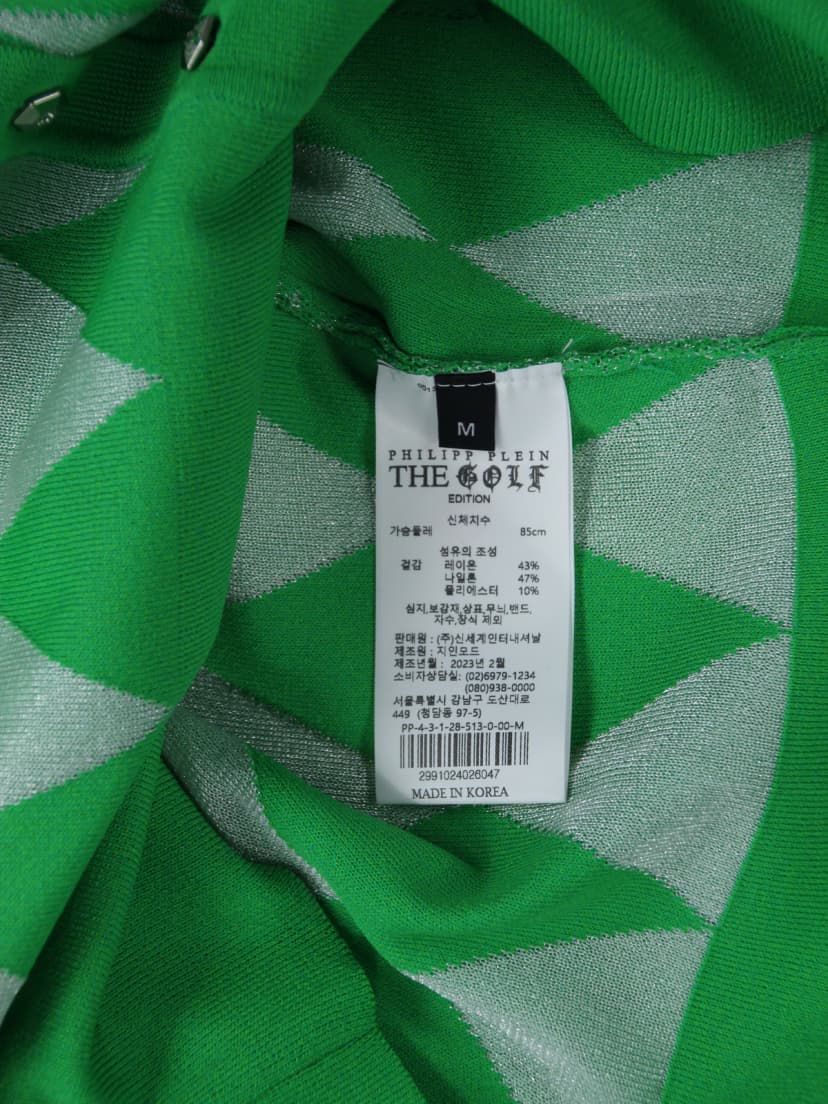 M
PHILIPP PLEIN
THE GOLF
EDITION
신체치수
가슴둘레 85cm
섬유의 조성
겉감 레이온 43%
나일론 47%
폴리에스터 10%
심지,보강재,상표,무늬,밴드,
자수,장식 제외
판매원 : (주)신세계인터내셔날
제조원 : 지인모드
제조년월 : 2023년 2월
소비자상담실: (02)6979-1234
(080)938-0000
서울특별시 강남구 도산대로
449 (청담동 97-5)
PP-4-3-1-28-513-0-00-M
2991024026047
MADE IN KOREA